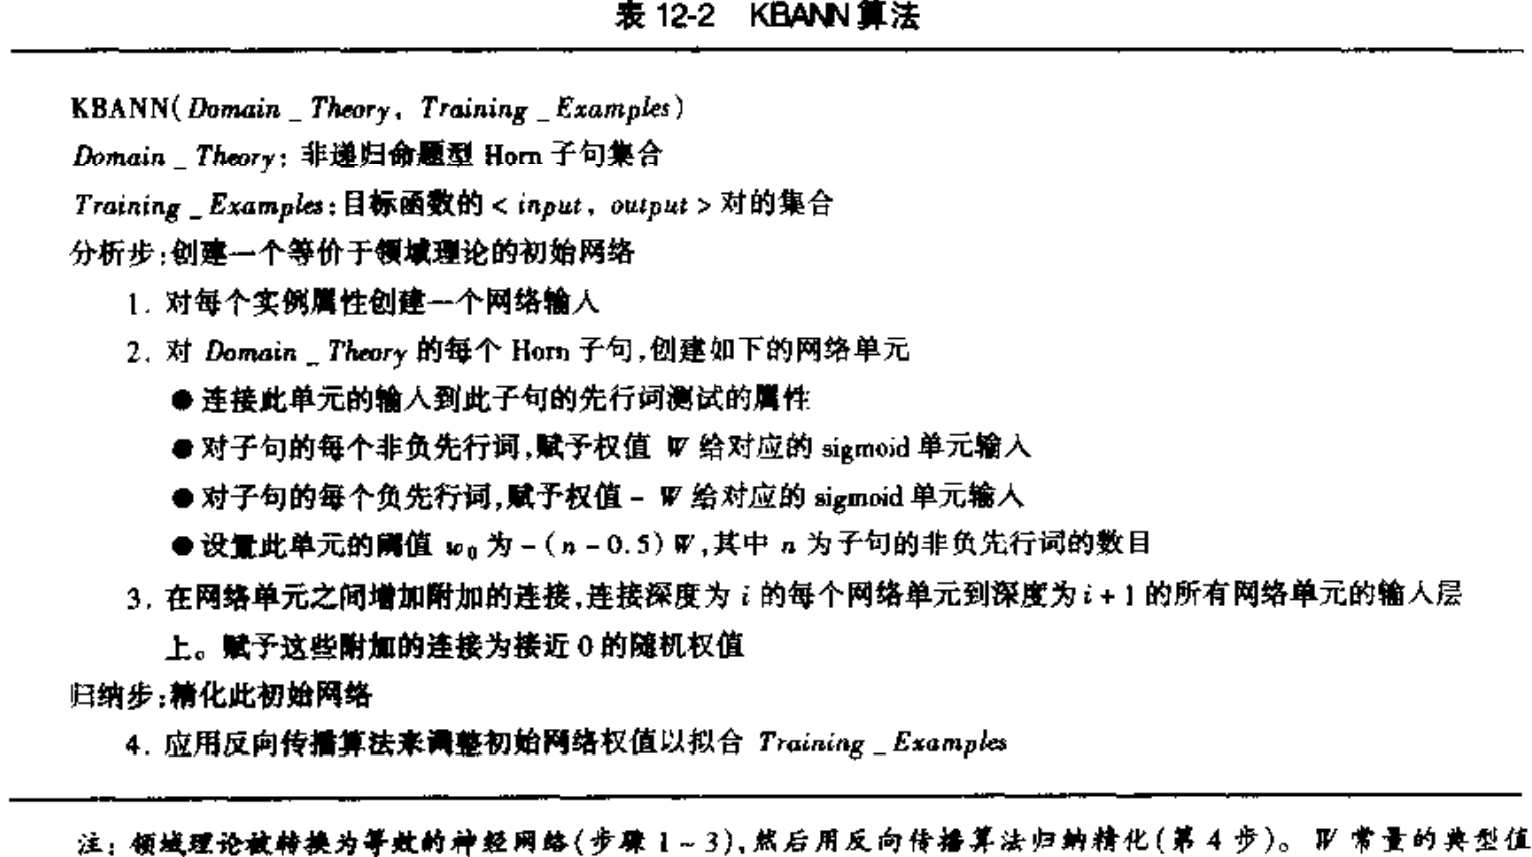 表 12-2 KBANN 算法
KBANN( Domain _ Theory, Training _ Examples)
Domain _ Theory: 非递归命题型 Horn 子句集合
Training _ Examples:目标函数的 < input, output > 对的集合
分析步:创建一个等价于领域理论的初始网络
1. 对每个实例属性创建一个网络输入
2. 对 Domain _ Theory 的每个 Horn 子句,创建如下的网络单元
● 连接此单元的输入到此子句的先行词测试的属性
● 对子句的每个非负先行词,赋予权值 W 给对应的 sigmoid 单元输入
● 对子句的每个负先行词,赋予权值 - W 给对应的 sigmoid 单元输入
● 设置此单元的阈值 w₀ 为 - ( n - 0.5) W,其中 n 为子句的非负先行词的数目
3. 在网络单元之间增加附加的连接,连接深度为 i 的每个网络单元到深度为 i + 1 的所有网络单元的输入层
上。赋予这些附加的连接为接近 0 的随机权值
归纳步:精化此初始网络
4. 应用反向传播算法来调整初始网络权值以拟合 Training _ Examples
注: 领域理论被转换为等效的神经网络(步骤 1 ~ 3),然后用反向传播算法归纳精化(第 4 步)。 W 常量的典型值